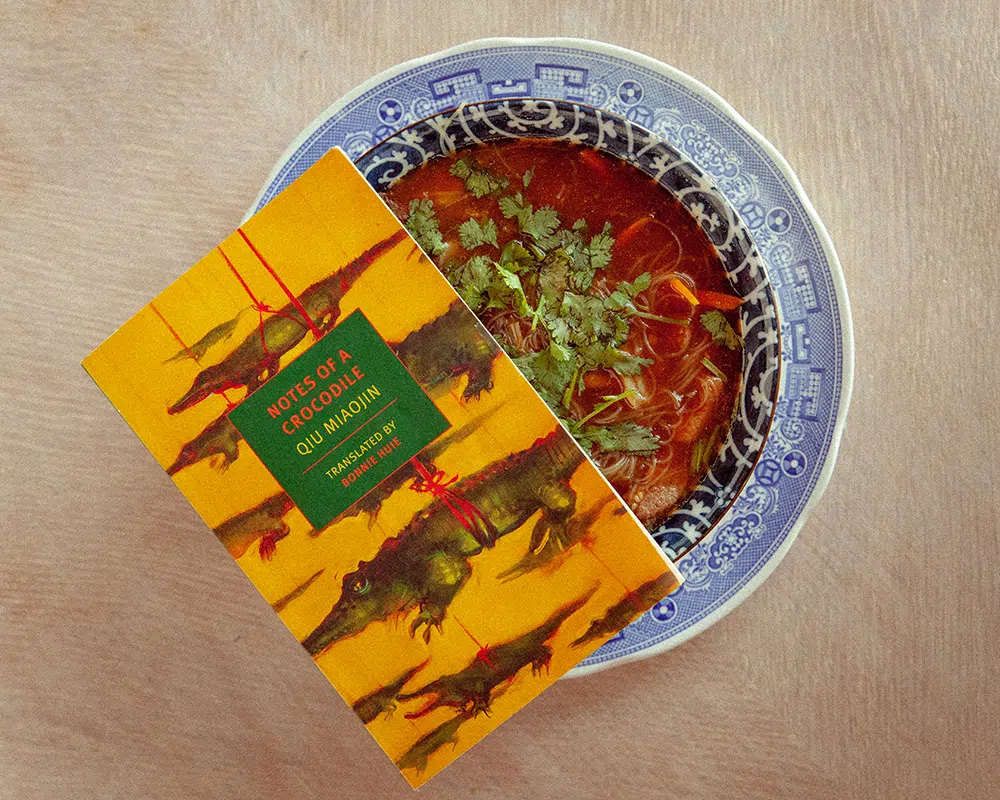 NOTES OF A
CROCODILE
QIU MIAOJIN
TRANSLATED BY
BONNIE HUIE